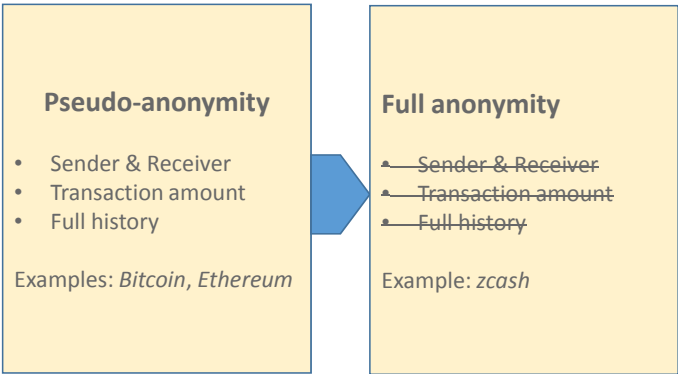 Pseudo-anonymity
• Sender & Receiver
• Transaction amount
• Full history
Examples: Bitcoin, Ethereum
Full anonymity
• Sender & Receiver
• Transaction amount
• Full history
Example: zcash